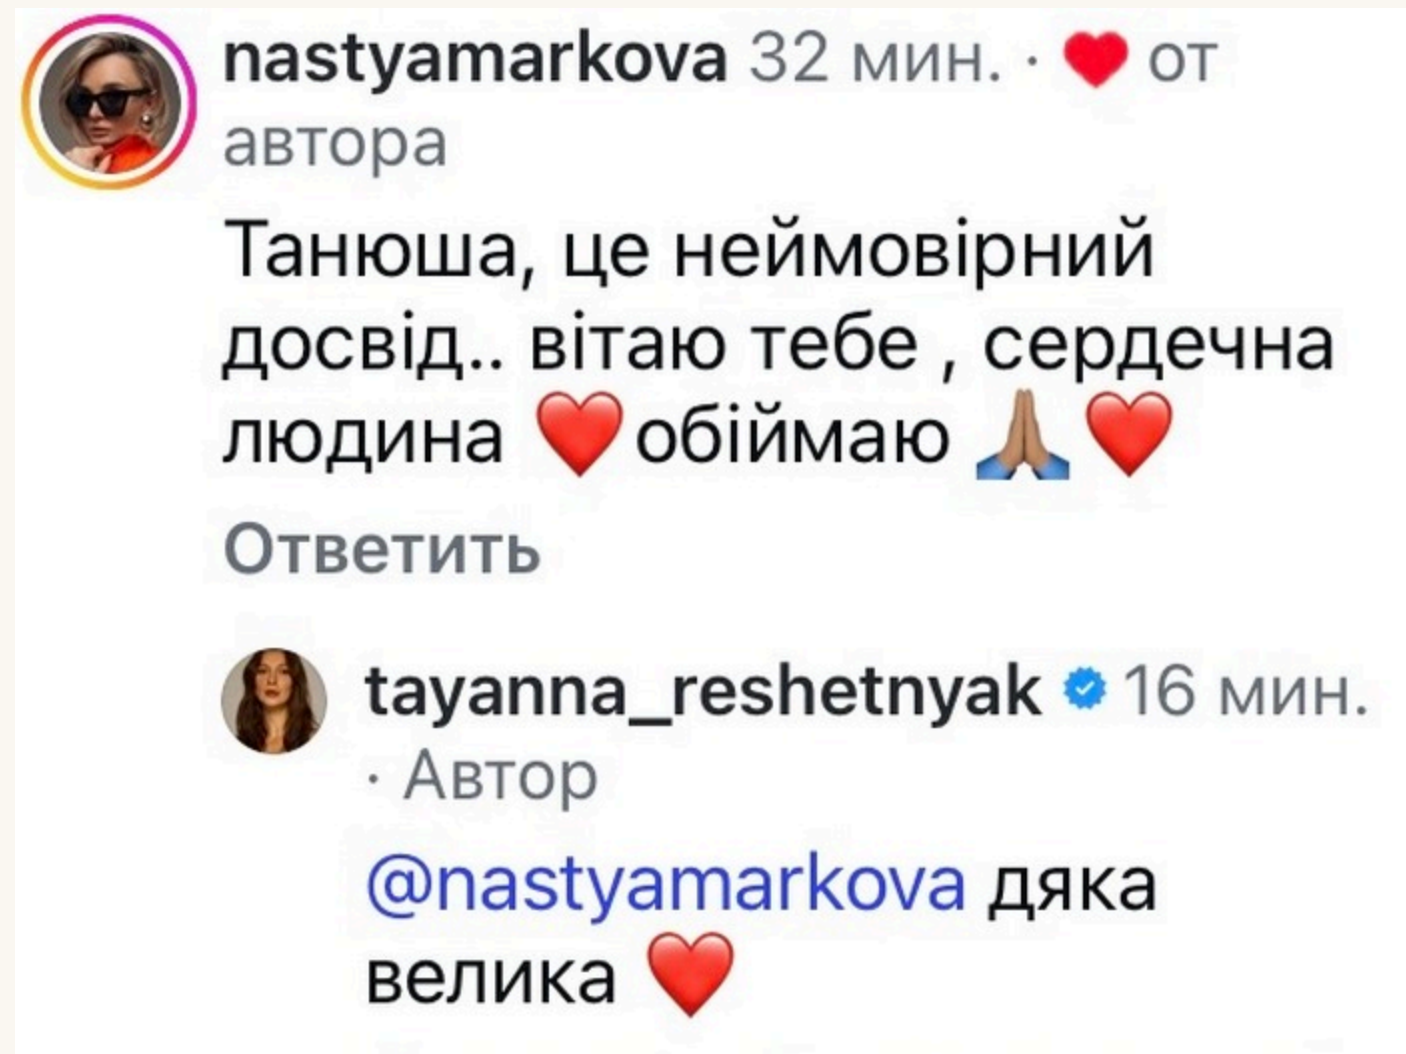 nastyamarkova 32 мин. · ❤️ от
автора
Танюша, це неймовірний
досвід.. вітаю тебе , сердечна
людина ❤️обіймаю 🙏🏽❤️
Ответить
tayanna_reshetnyak 16 мин.
· Автор
@nastyamarkova дяка
велика ❤️